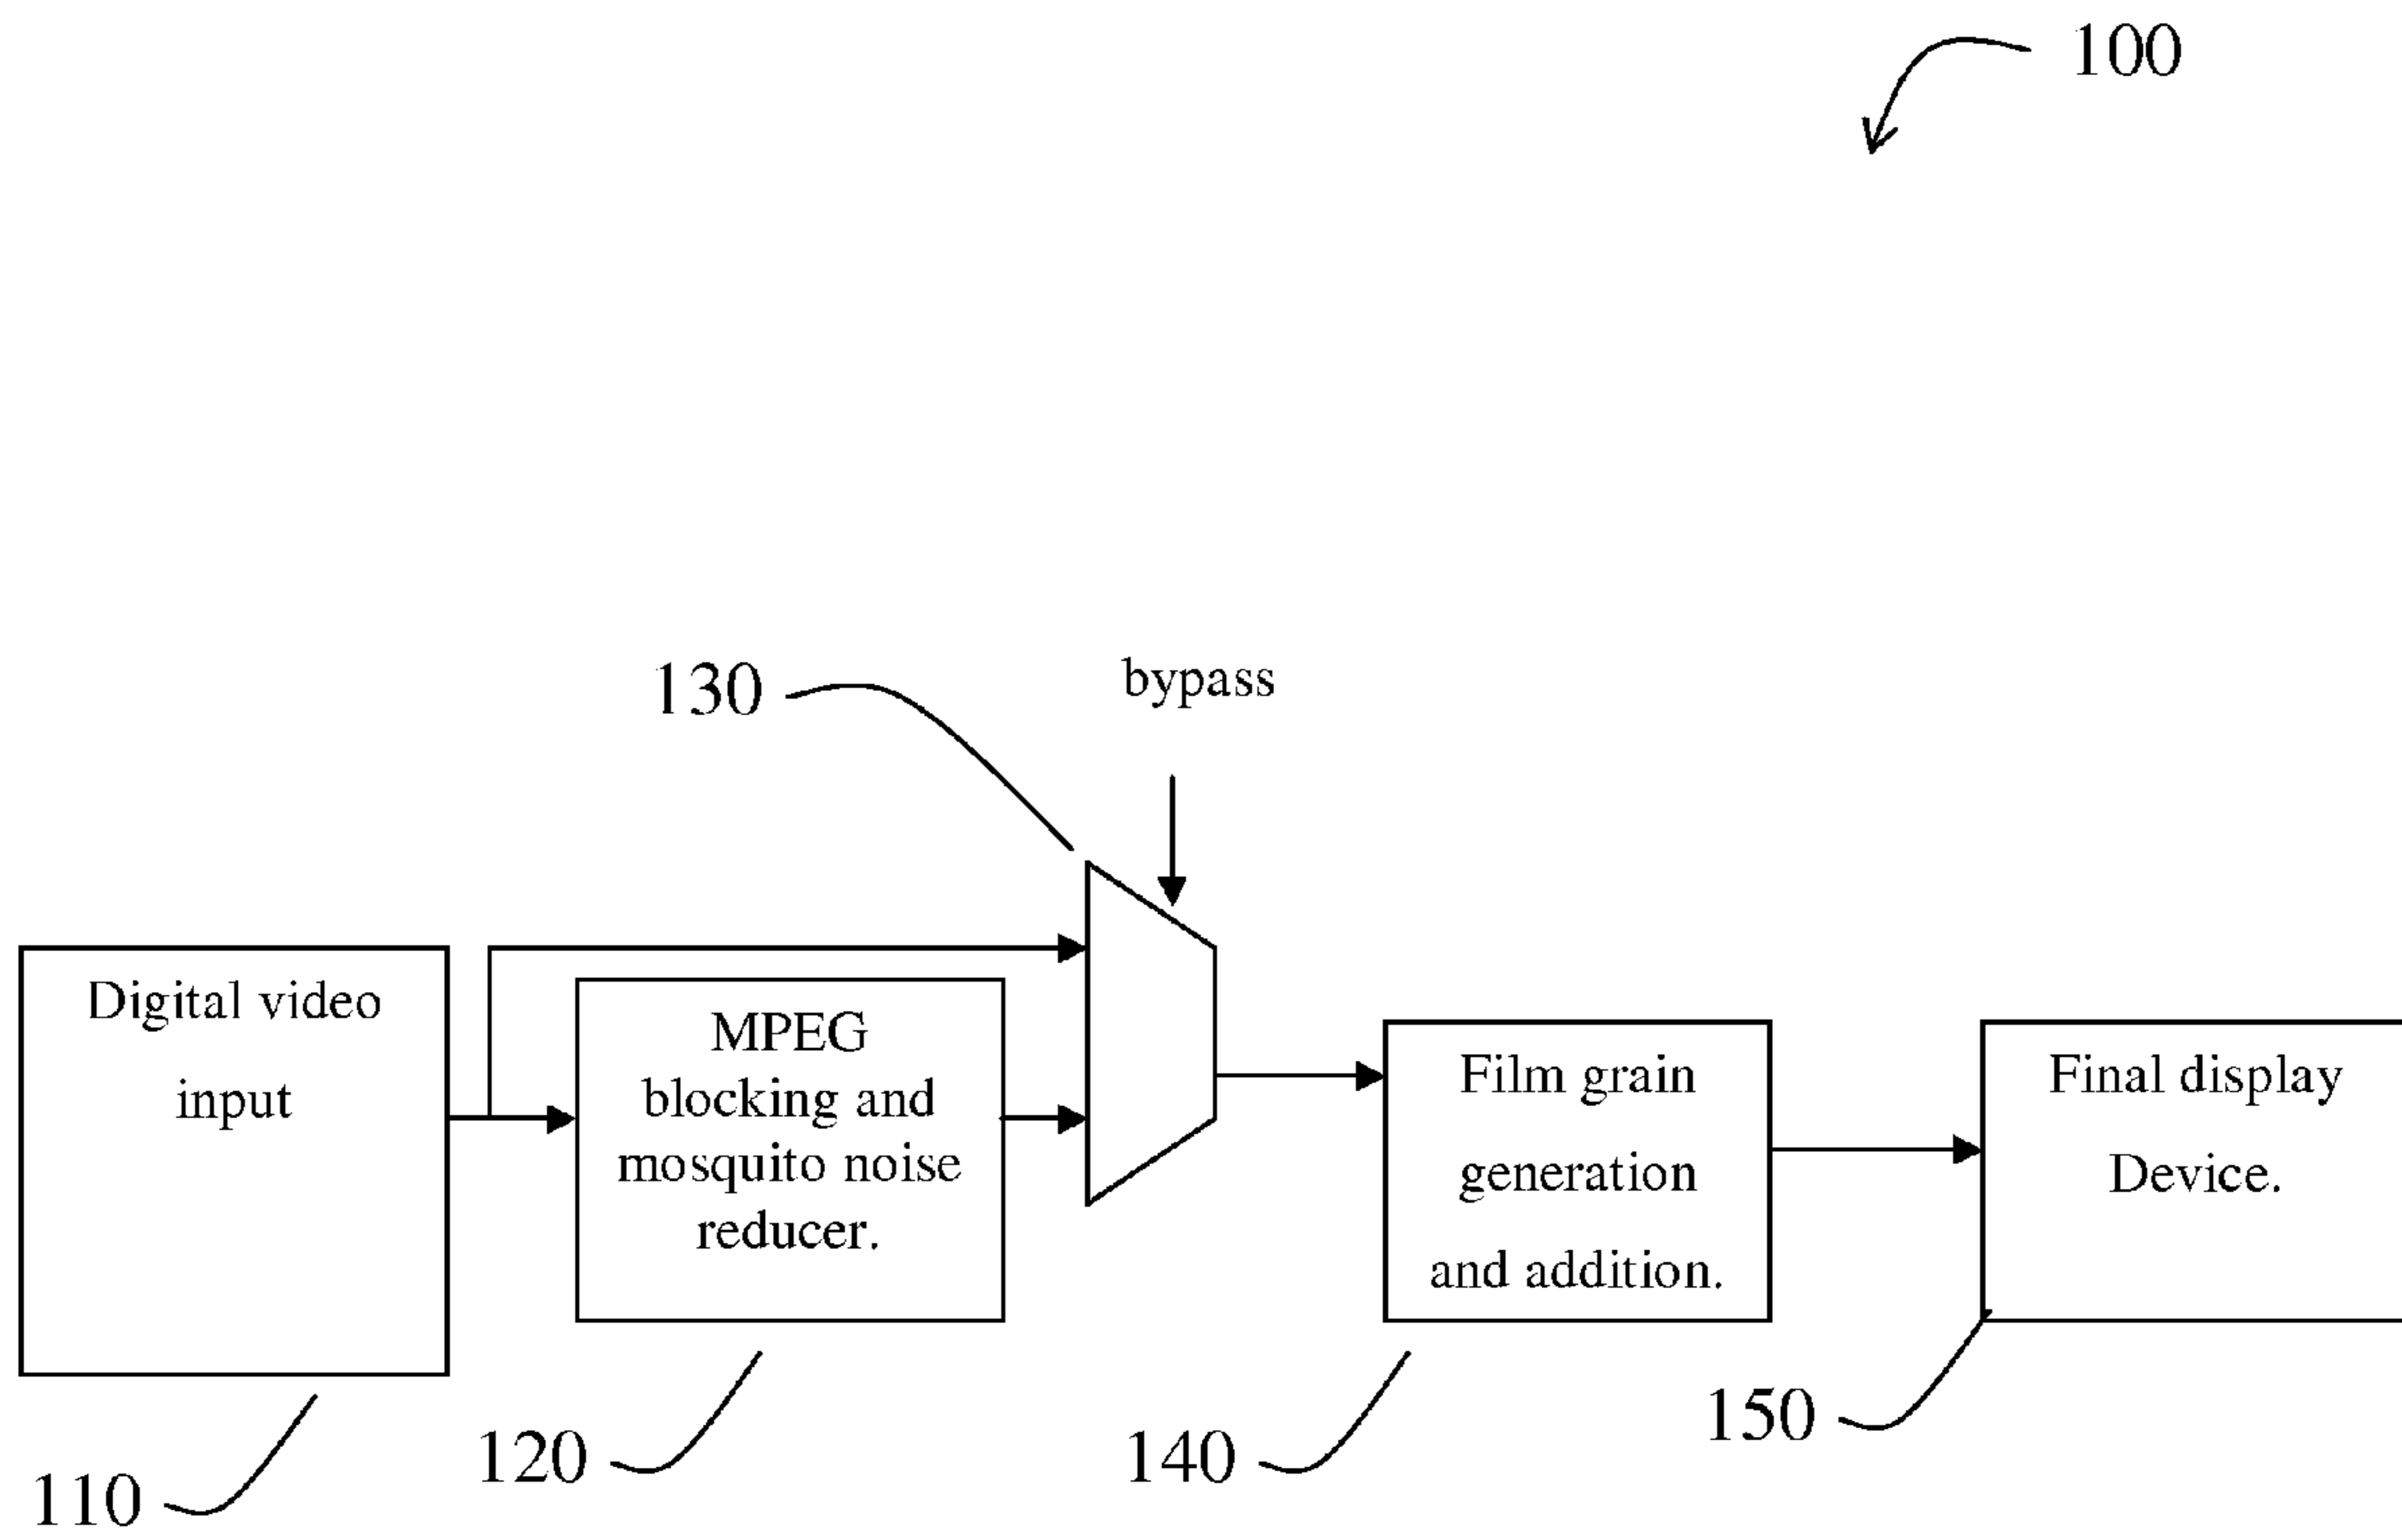 100
130
bypass
Digital video
input
MPEG
blocking and
mosquito noise
reducer.
Film grain
generation
and addition.
Final display
Device.
110
120
140
150